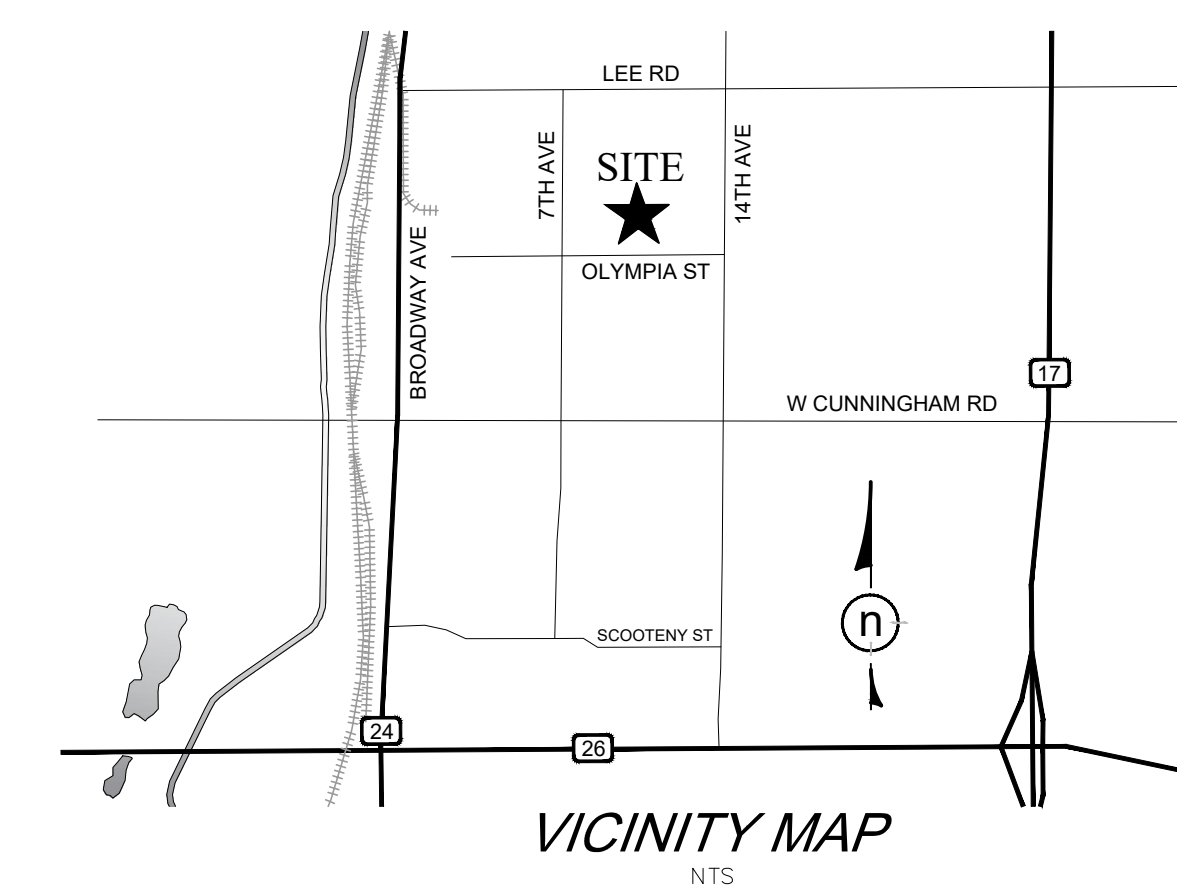 LEE RD
7TH AVE
SITE
14TH AVE
BROADWAY AVE
OLYMPIA ST
17
W CUNNINGHAM RD
n
SCOOTENY ST
24
26
VICINITY MAP
NTS